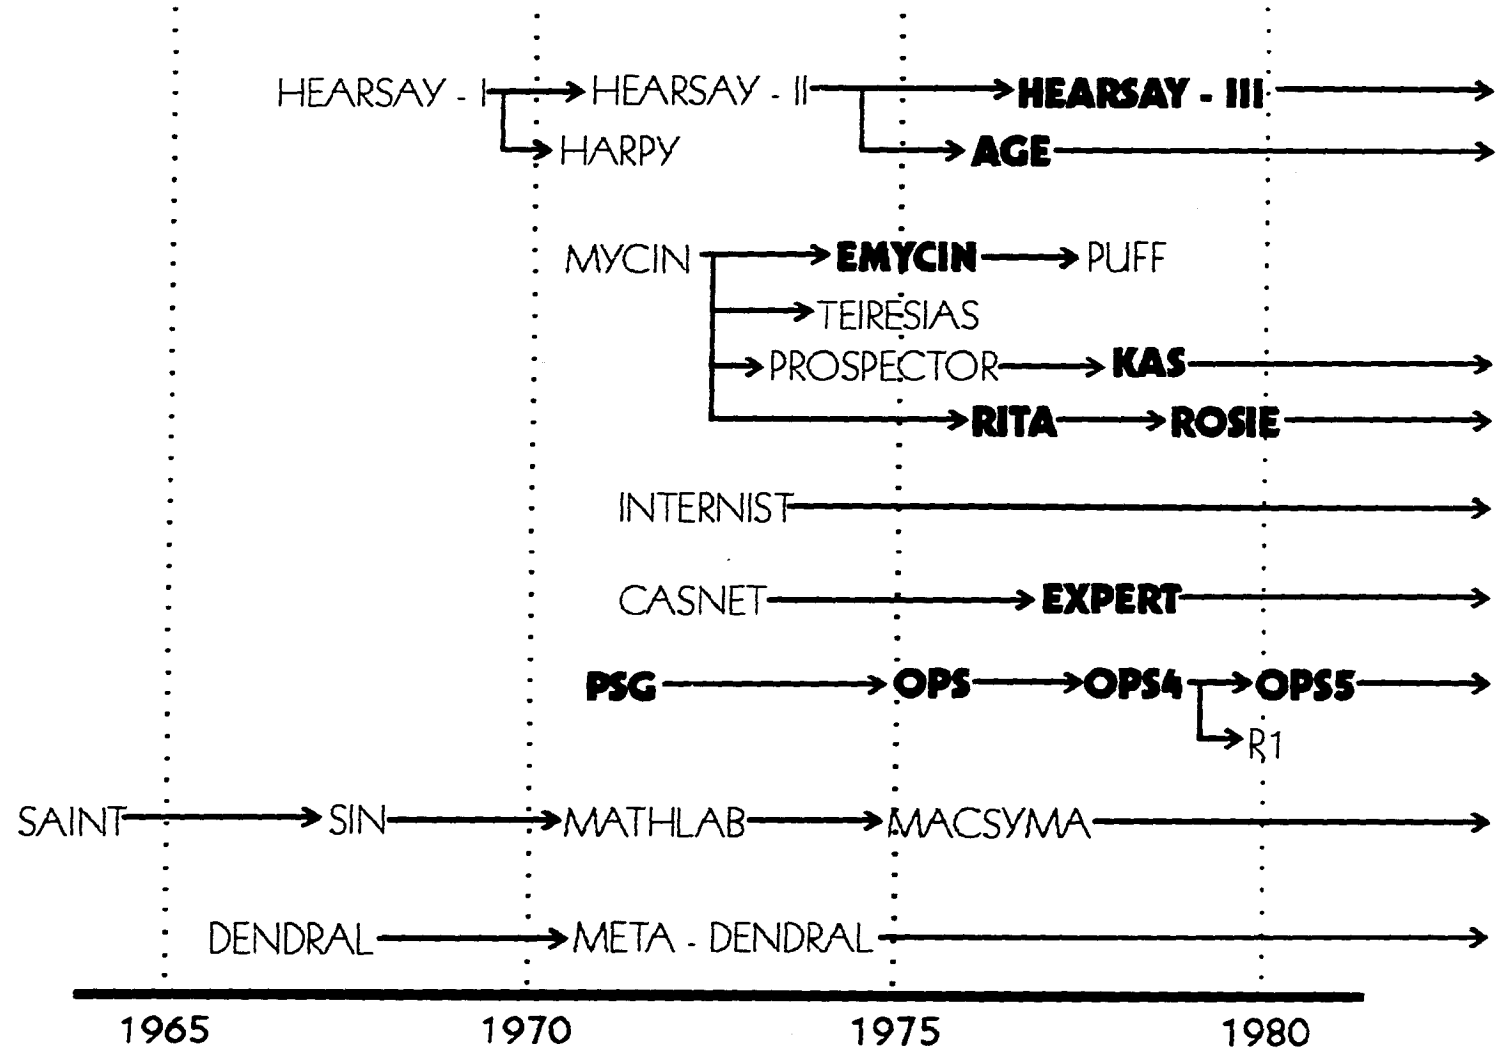 HEARSAY - I HEARSAY - II HEARSAY - III
HARPY AGE
MYCIN EMYCIN PUFF
TEIRESIAS
PROSPECTOR KAS
RITA ROSIE
INTERNIST
CASNET EXPERT
PSG OPS OPS4 OPS5
R1
SAINT SIN MATHLAB MACSYMA
DENDRAL META - DENDRAL
1965 1970 1975 1980